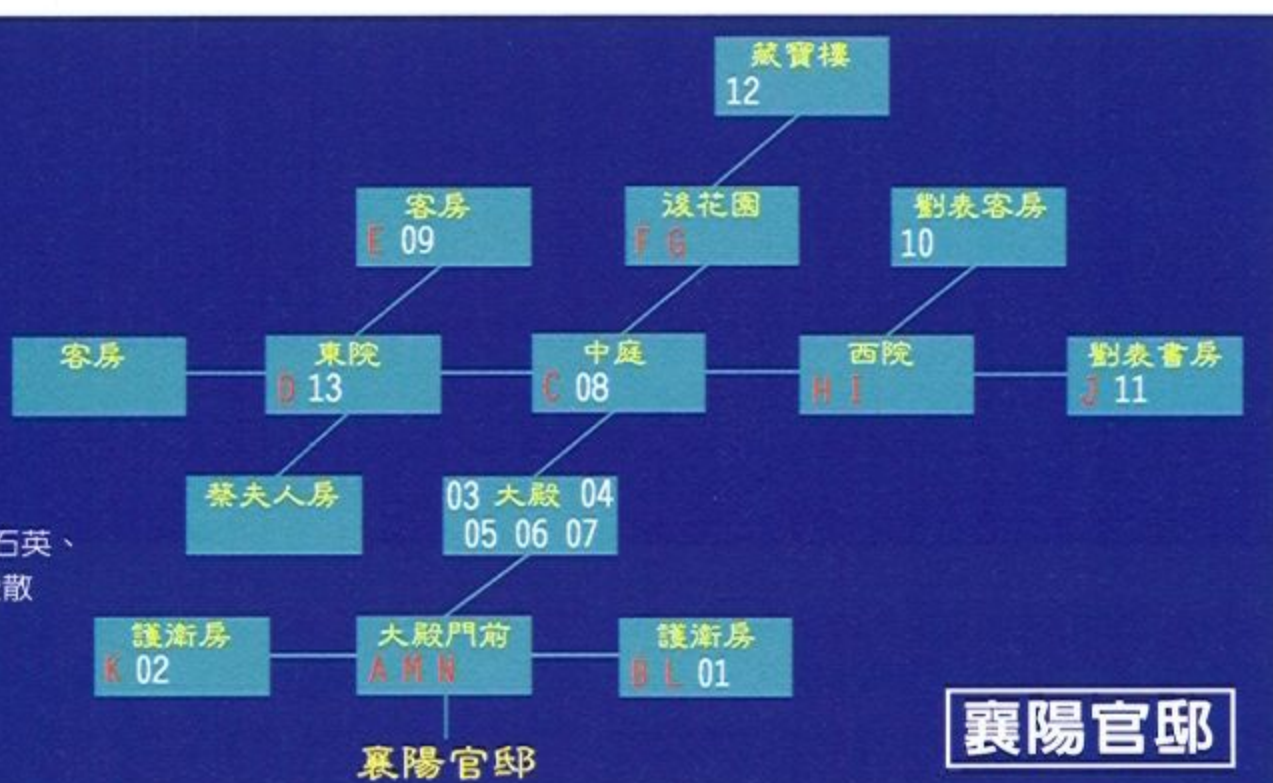 藏寶樓
12
客房
E 09
後花園
F G
劉表客房
10
客房
東院
D 13
中庭
C 08
西院
H I
劉表書房
J 11
蔡夫人房
03 大殿 04
05 06 07
石英、
散
護衛房
K 02
大殿門前
A M N
護衛房
B L 01
襄陽官邸
襄陽官邸